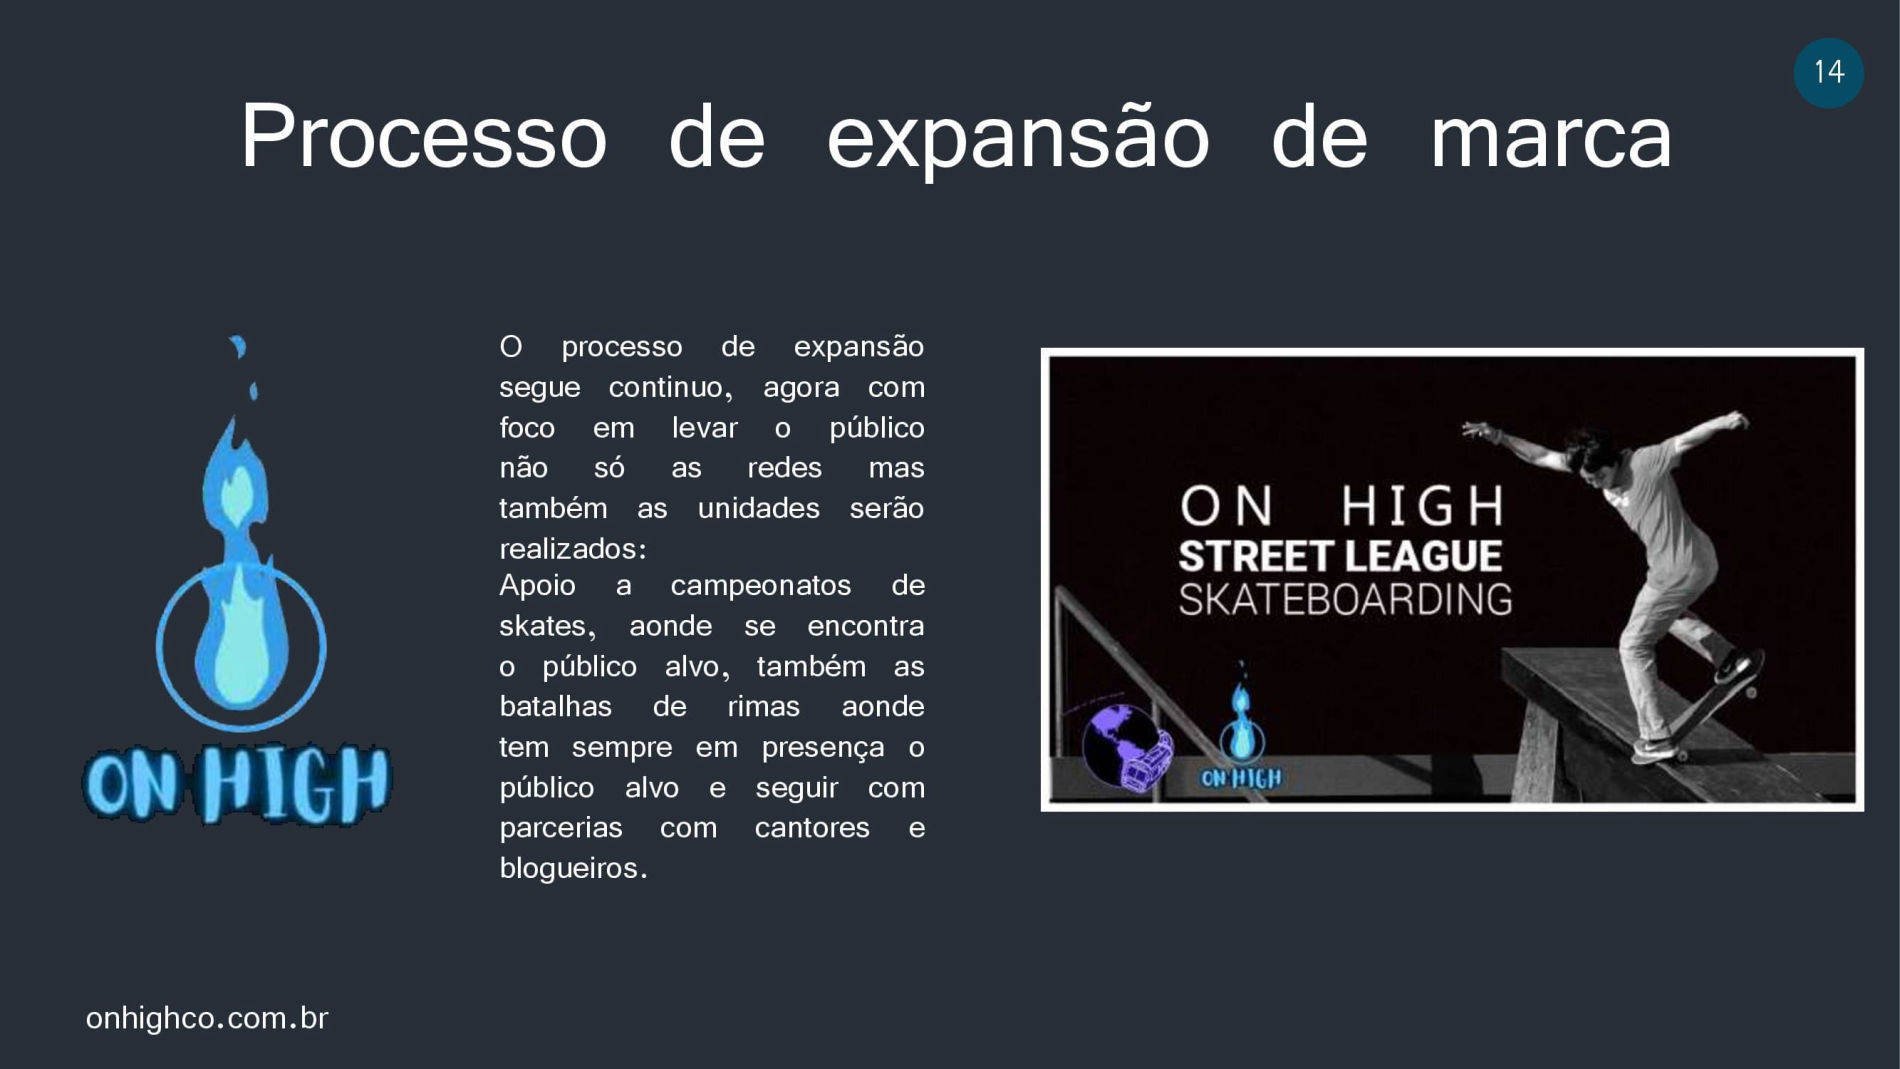 14
Processo de expansão de marca
O processo de expansão
segue continuo, agora com
foco em levar o público
não só as redes mas
também as unidades serão
realizados:
Apoio a campeonatos de
skates, aonde se encontra
o público alvo, também as
batalhas de rimas aonde
tem sempre em presença o
público alvo e seguir com
parcerias com cantores e
blogueiros.
ON HIGH
ON HIGH
STREET LEAGUE
SKATEBOARDING
ON HIGH
onhighco.com.br